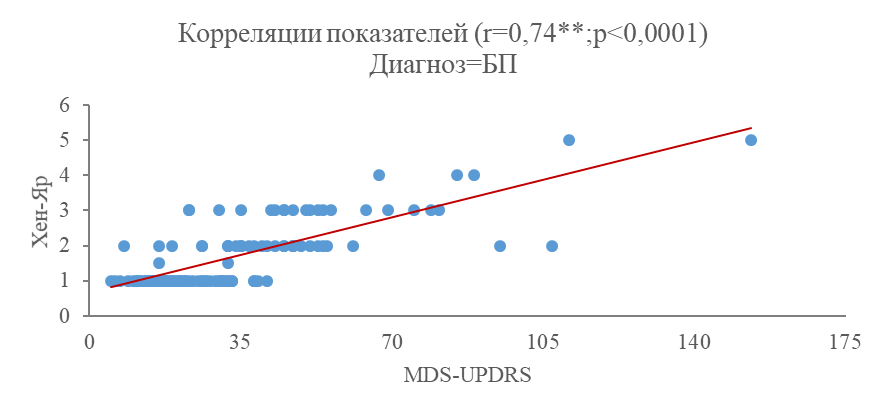 Корреляции показателей (r=0,74**;p<0,0001)
Диагноз=БП
6
5
4
3
2
1
0
Хен-Яр
0 35 70 105 140 175
MDS-UPDRS